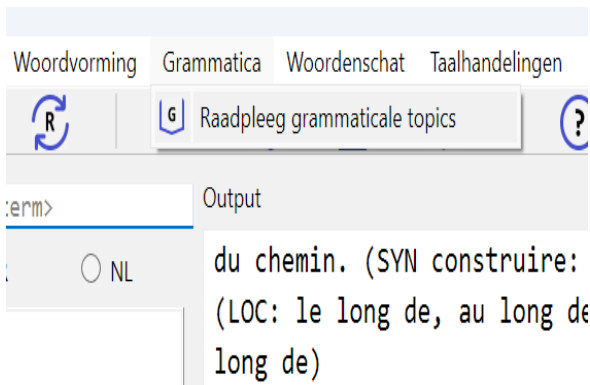 Woordvorming Grammatica Woordenschat Taalhandelingen
R
G Raadpleeg grammaticale topics
?
term> Output
NL
du chemin. (SYN construire:
(LOC: le long de, au long de
long de)